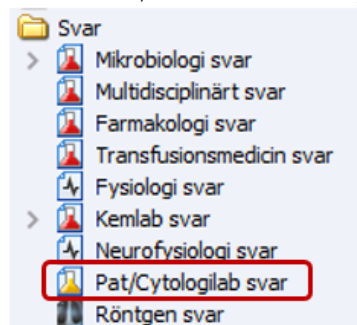 Svar
Mikrobiologi svar
Multidisciplinärt svar
Farmakologi svar
Transfusionsmedicin svar
Fysiologi svar
Kemlab svar
Neurofysiologi svar
Pat/Cytologilab svar
Röntgen svar